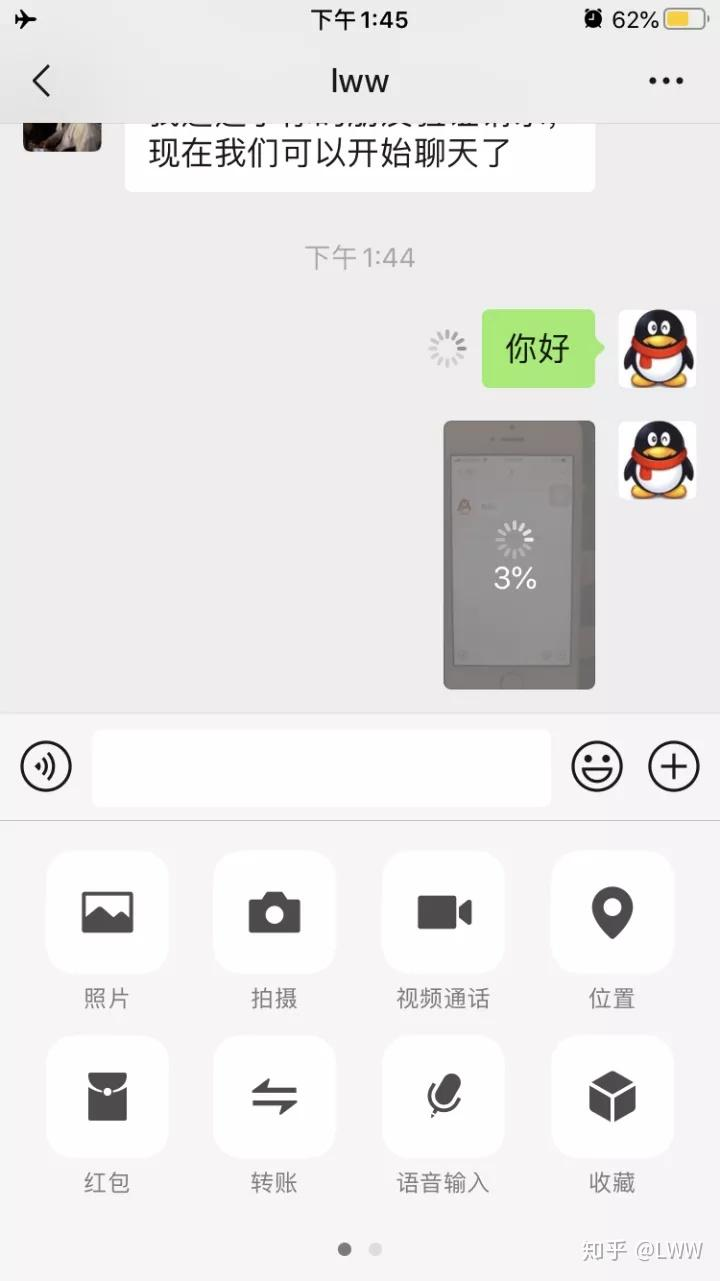 下午1:45
62%
lww
现在我们可以开始聊天了
下午 1:44
你好
3%
照片
拍摄
视频通话
位置
红包
转账
语音输入
收藏
知乎 @LWW